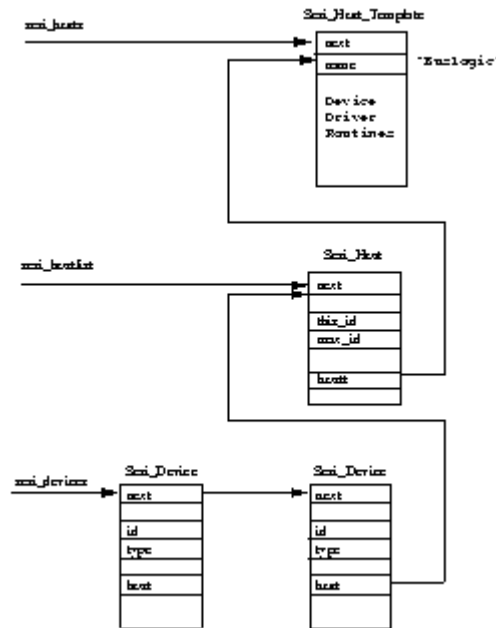 Scsi_Host_Template
scsi_hosts
next
name
"Buslogic"
Device
Driver
Routines
Scsi_Host
scsi_hostlist
next
this_id
max_id
hostt
Scsi_Device
Scsi_Device
scsi_devices
next
next
id
id
type
type
host
host